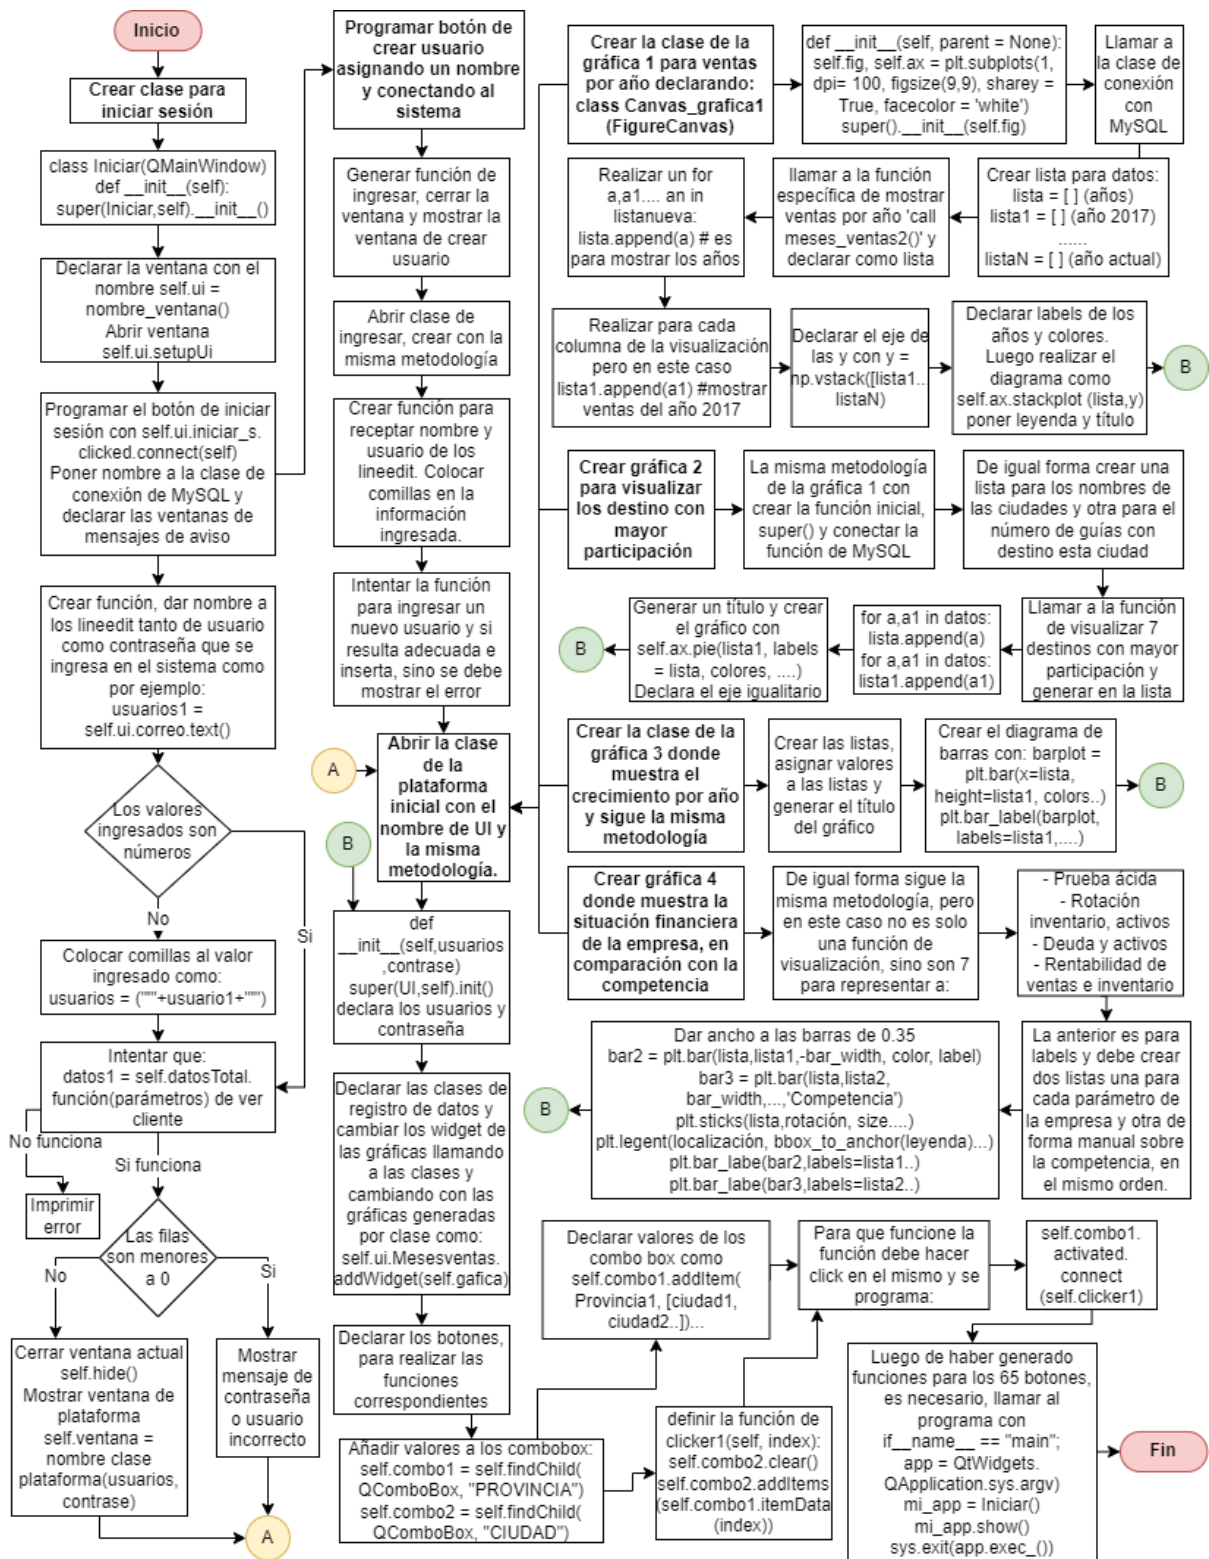 Inicio
Crear clase para
iniciar sesión
class Iniciar(QMainWindow)
def __init__(self):
super(Iniciar,self).__init__()
Declarar la ventana con el
nombre self.ui =
nombre_ventana()
Abrir ventana
self.ui.setupUi
Programar el botón de iniciar
sesión con self.ui.iniciar_s.
clicked.connect(self)
Poner nombre a la clase de
conexión de MySQL y
declarar las ventanas de
mensajes de aviso
Crear función, dar nombre a
los lineedit tanto de usuario
como contraseña que se
ingresa en el sistema como
por ejemplo:
usuarios1 =
self.ui.correo.text()
Los valores
ingresados son
números
No
Si
Colocar comillas al valor
ingresado como:
usuarios = ("'"+usuario1+"'")
Intentar que:
datos1 = self.datosTotal.
función(parámetros) de ver
cliente
No funciona
Si funciona
Imprimir
error
Las filas
son menores
a 0
No
Si
Cerrar ventana actual
self.hide()
Mostrar ventana de
plataforma
self.ventana =
nombre clase
plataforma(usuarios,
contrase)
Mostrar
mensaje de
contraseña
o usuario
incorrecto
A
Programar botón de
crear usuario
asignando un nombre
y conectando al
sistema
Generar función de
ingresar, cerrar la
ventana y mostrar la
ventana de crear
usuario
Abrir clase de
ingresar, crear con la
misma metodología
Crear función para
receptar nombre y
usuario de los
lineedit. Colocar
comillas en la
información
ingresada.
Intentar la función
para ingresar un
nuevo usuario y si
resulta adecuada e
inserta, sino se debe
mostrar el error
A
Abrir la clase
de la
plataforma
inicial con el
nombre de UI y
la misma
metodología.
B
def
__init__(self,usuarios
,contrase)
super(UI,self).init()
declara los usuarios y
contraseña
Declarar las clases de
registro de datos y
cambiar los widget de
las gráficas llamando
a las clases y
cambiando con las
gráficas generadas
por clase como:
self.ui.Mesesventas.
addWidget(self.gafica)
Declarar los botones,
para realizar las
funciones
correspondientes
Añadir valores a los combobox:
self.combo1 = self.findChild(
QComboBox, "PROVINCIA")
self.combo2 = self.findChild(
QComboBox, "CIUDAD")
Crear la clase de la
gráfica 1 para ventas
por año declarando:
class Canvas_grafica1
(FigureCanvas)
def __init__(self, parent = None):
self.fig, self.ax = plt.subplots(1,
dpi= 100, figsize(9,9), sharey =
True, facecolor = 'white')
super().__init__(self.fig)
Llamar a
la clase de
conexión
con
MySQL
Crear lista para datos:
lista = [ ] (años)
lista1 = [ ] (año 2017)
......
listaN = [ ] (año actual)
llamar a la función
específica de mostrar
ventas por año 'call
meses_ventas2()' y
declarar como lista
Realizar un for
a,a1.... an in
listanueva:
lista.append(a) # es
para mostrar los años
Realizar para cada
columna de la visualización
pero en este caso
lista1.append(a1) #mostrar
ventas del año 2017
Declarar el eje de
las y con y =
np.vstack([lista1..
listaN)
Declarar labels de los
años y colores.
Luego realizar el
diagrama como
self.ax.stackplot (lista,y)
poner leyenda y título
B
Crear gráfica 2
para visualizar
los destino con
mayor
participación
La misma metodología
de la gráfica 1 con
crear la función inicial,
super() y conectar la
función de MySQL
De igual forma crear una
lista para los nombres de
las ciudades y otra para el
número de guías con
destino esta ciudad
Llamar a la función
de visualizar 7
destinos con mayor
participación y
generar en la lista
for a,a1 in datos:
lista.append(a)
for a,a1 in datos:
lista1.append(a1)
Generar un título y crear
el gráfico con
self.ax.pie(lista1, labels
= lista, colores, ....)
Declara el eje igualitario
B
Crear la clase de la
gráfica 3 donde
muestra el
crecimiento por año
y sigue la misma
metodología
Crear las listas,
asignar valores
a las listas y
generar el título
del gráfico
Crear el diagrama de
barras con: barplot =
plt.bar(x=lista,
height=lista1, colors..)
plt.bar_label(barplot,
labels=lista1,....)
B
Crear gráfica 4
donde muestra la
situación financiera
de la empresa, en
comparación con la
competencia
De igual forma sigue la
misma metodología, pero
en este caso no es solo
una función de
visualización, sino son 7
para representar a:
- Prueba ácida
- Rotación
inventario, activos
- Deuda y activos
- Rentabilidad de
ventas e inventario
La anterior es para
labels y debe crear
dos listas una para
cada parámetro de
la empresa y otra de
forma manual sobre
la competencia, en
el mismo orden.
Dar ancho a las barras de 0.35
bar2 = plt.bar(lista,lista1,-bar_width, color, label)
bar3 = plt.bar(lista,lista2,
bar_width,...,'Competencia')
plt.sticks(lista,rotación, size....)
plt.legent(localización, bbox_to_anchor(leyenda)...)
plt.bar_labe(bar2,labels=lista1..)
plt.bar_labe(bar3,labels=lista2..)
B
Declarar valores de los
combo box como
self.combo1.addItem(
Provincia1, [ciudad1,
ciudad2..])...
Para que funcione la
función debe hacer
click en el mismo y se
programa:
self.combo1.
activated.
connect
(self.clicker1)
definir la función de
clicker1(self, index):
self.combo2.clear()
self.combo2.addItems
(self.combo1.itemData
(index))
Luego de haber generado
funciones para los 65 botones,
es necesario, llamar al
programa con
if__name__ == "main";
app = QtWidgets.
QApplication.sys.argv)
mi_app = Iniciar()
mi_app.show()
sys.exit(app.exec_())
Fin